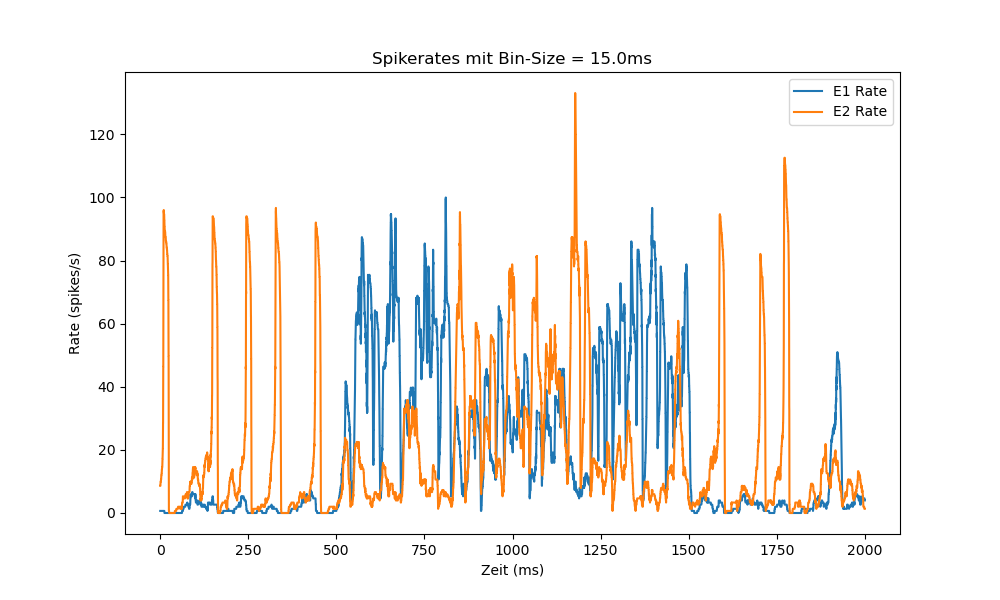 Spikerates mit Bin-Size = 15.0ms
E1 Rate
E2 Rate
120
100
80
60
40
20
0
Rate (spikes/s)
0 250 500 750 1000 1250 1500 1750 2000
Zeit (ms)